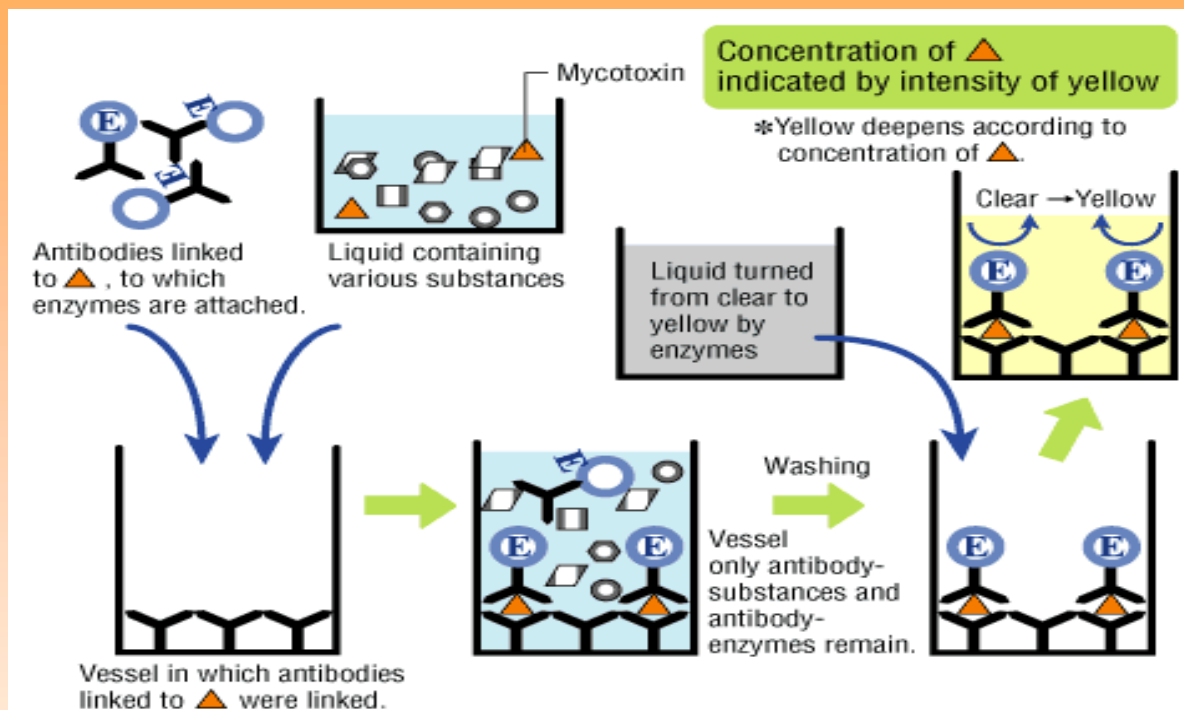 Mycotoxin
Concentration of
indicated by intensity of yellow
*Yellow deepens according to
concentration of .
Clear → Yellow
E
E
E
Antibodies linked
to , to which
enzymes are attached.
Liquid containing
various substances
Liquid turned
from clear to
yellow by
enzymes
E
E
E
E
E
Washing
Vessel
only antibody-
substances and
antibody-
enzymes remain.
E
E
Vessel in which antibodies
linked to were linked.